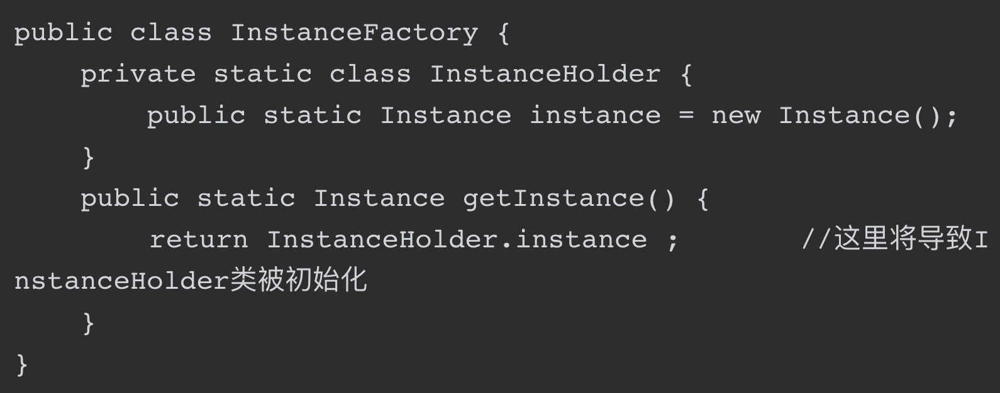 public class InstanceFactory {
    private static class InstanceHolder {
        public static Instance instance = new Instance();
    }
    public static Instance getInstance() {
        return InstanceHolder.instance ;       //这里将导致I
nstanceHolder类被初始化
    }
}